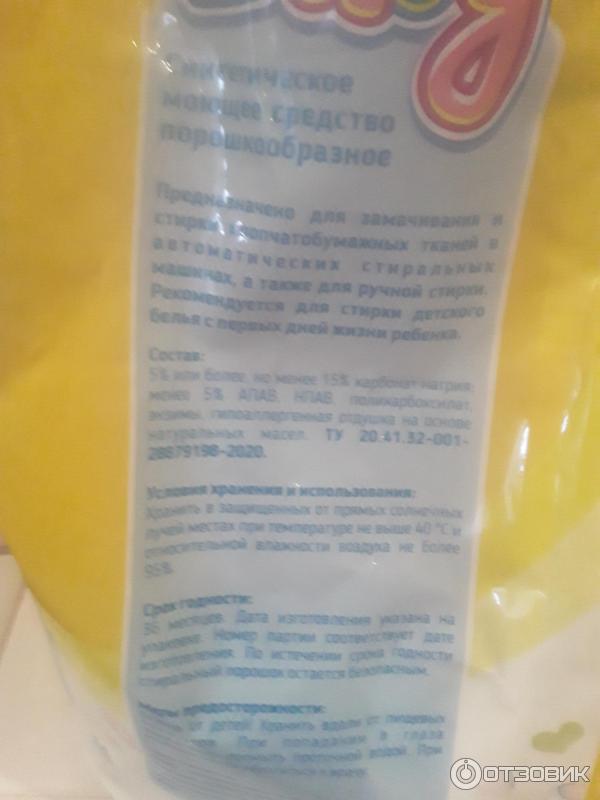 Синтетическое
моющее средство
порошкообразное
Предназначено для замачивания и
стирки хлопчатобумажных тканей в
автоматических стиральных
машинах, а также для ручной стирки.
Рекомендуется для стирки детского
белья с первых дней жизни ребенка.
Состав:
5% или более, но менее 15% карбонат натрия,
менее 5% АПАВ, НПАВ, поликарбоксилат,
энзимы, гипоаллергенная отдушка на основе
натуральных масел. ТУ 20.41.32-001-
28879198-2020.
Условия хранения и использования:
Хранить в защищенных от прямых солнечных
лучей местах при температуре не выше 40 °С и
относительной влажности воздуха не более
95%.
Срок годности:
36 месяцев. Дата изготовления указана на
упаковке. Номер партии соответствует дате
изготовления. По истечении срока годности
стиральный порошок остается безопасным.
Меры предосторожности:
от детей! Хранить вдали от пищевых
При попадании в глаза
промыть проточной водой. При
к врачу.
ОТЗОВИК